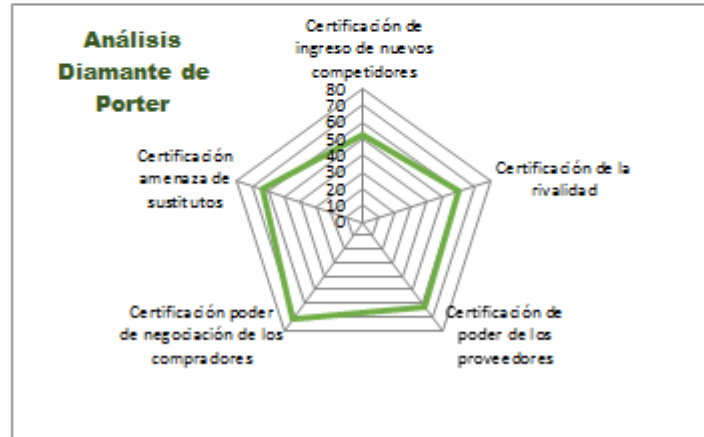 Análisis
Diamante de
Porter
Certificación de
ingreso de nuevos
competidores
80
70
60
50
40
30
20
10
0
Certificación de la
rivalidad
Certificación de
poder de los
proveedores
Certificación poder
de negociación de los
compradores
Certificación
amenaza de
sustitutos